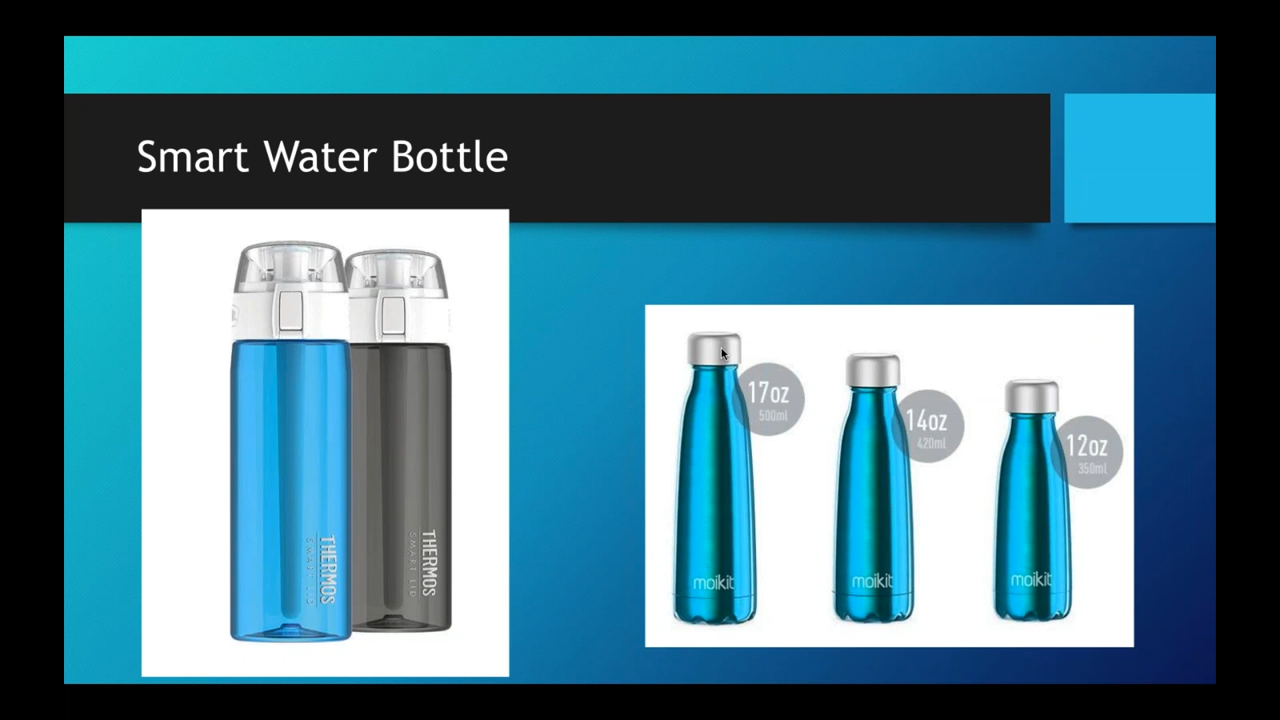 Smart Water Bottle
THERMOS
SMART LID
THERMOS
SMART LID
17oz
500ml
14oz
420ml
12oz
350ml
moikit
moikit
moikit